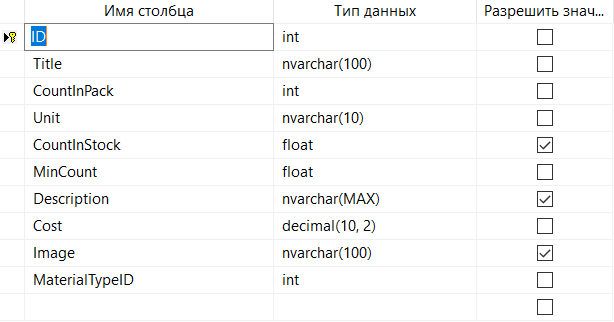 Имя столбца Тип данных Разрешить знач...
ID int
Title nvarchar(100)
CountInPack int
Unit nvarchar(10)
CountInStock float
MinCount float
Description nvarchar(MAX)
Cost decimal(10, 2)
Image nvarchar(100)
MaterialTypeID int